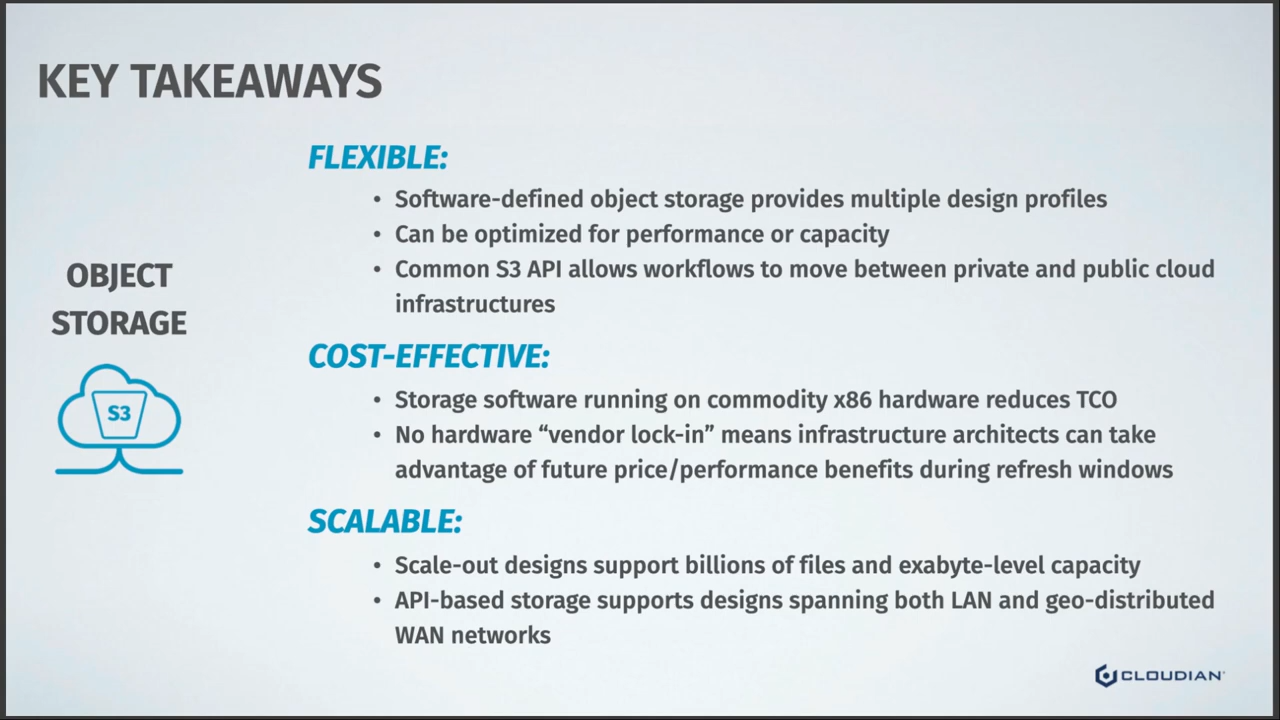 KEY TAKEAWAYS
OBJECT
STORAGE
S3
FLEXIBLE:
• Software-defined object storage provides multiple design profiles
• Can be optimized for performance or capacity
• Common S3 API allows workflows to move between private and public cloud
infrastructures
COST-EFFECTIVE:
• Storage software running on commodity x86 hardware reduces TCO
• No hardware “vendor lock-in” means infrastructure architects can take
advantage of future price/performance benefits during refresh windows
SCALABLE:
• Scale-out designs support billions of files and exabyte-level capacity
• API-based storage supports designs spanning both LAN and geo-distributed
WAN networks
CLOUDIAN